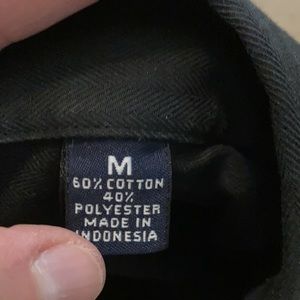 M
60% COTTON
40%
POLYESTER
MADE IN
INDONESIA